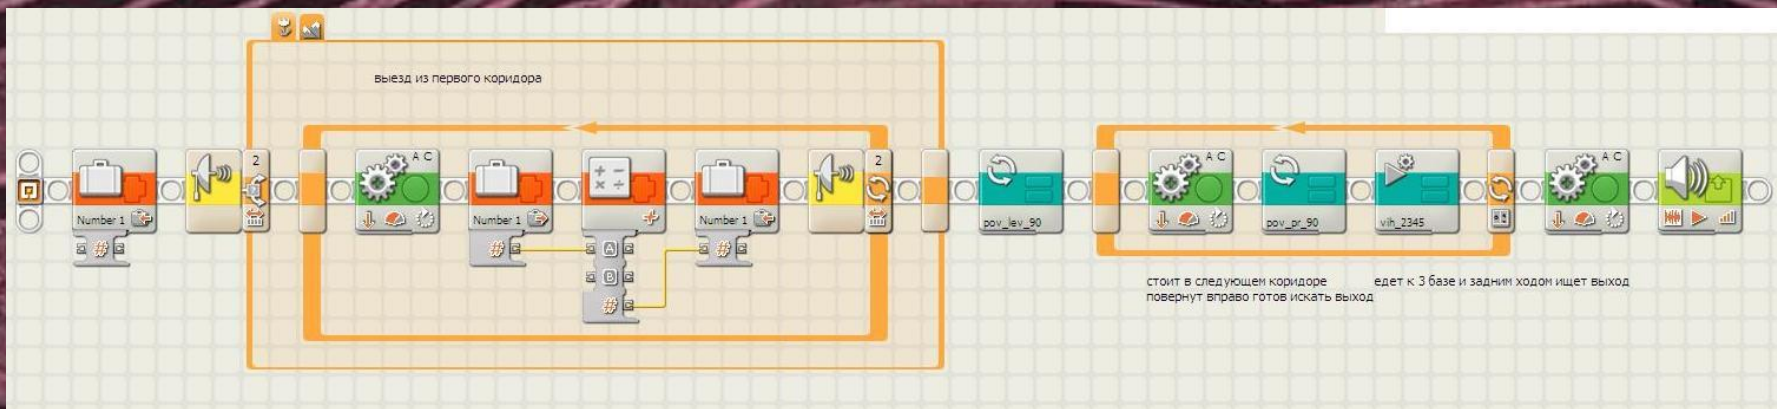 выезд из первого коридора
2
A C
2
A C
A C
Number 1
Number 1
Number 1
pov_lev_90
pov_pr_90
vih_2345
#
#
A
#
B
#
стоит в следующем коридоре
повернут вправо готов искать выход
едет к 3 базе и задним ходом ищет выход